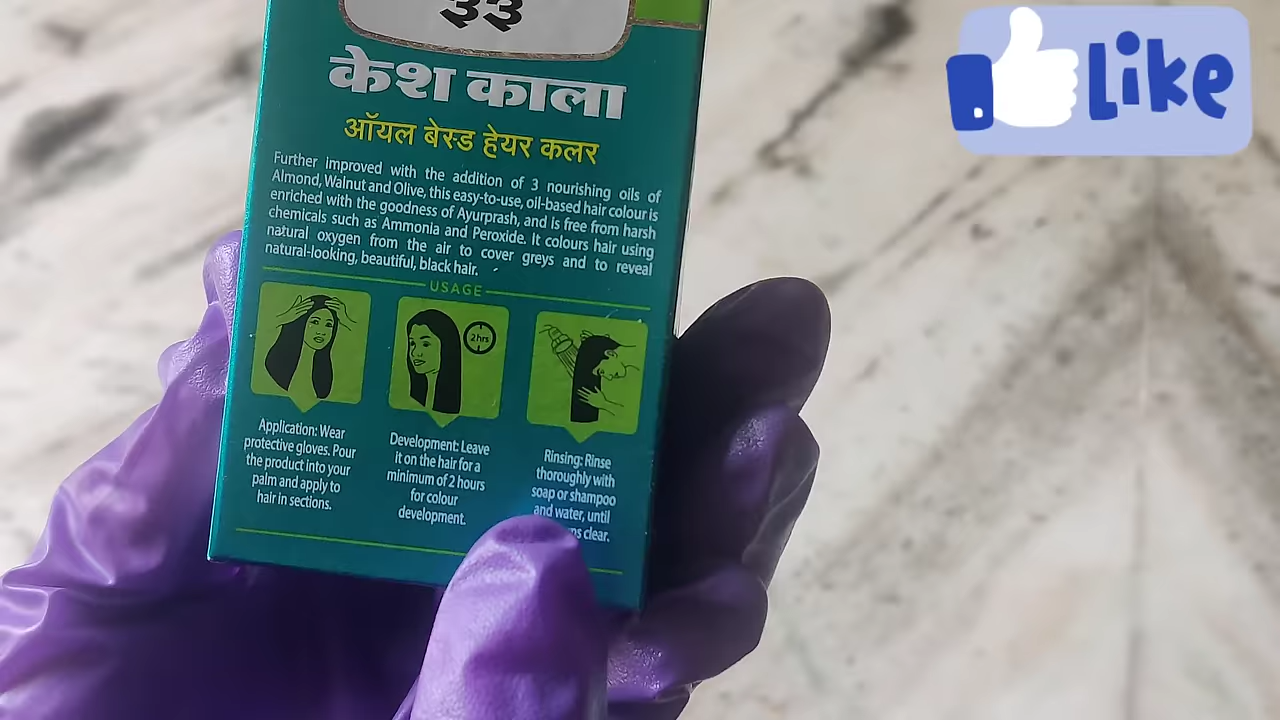 ३३
केश काला
ऑयल बेस्ड हेयर कलर
Further improved with the addition of 3 nourishing oils of
Almond, Walnut and Olive, this easy-to-use, oil-based hair colour is
enriched with the goodness of Ayurprash, and is free from harsh
chemicals such as Ammonia and Peroxide. It colours hair using
natural oxygen from the air to cover greys and to reveal
natural-looking, beautiful, black hair.
USAGE
2hrs
Application: Wear
protective gloves. Pour
the product into your
palm and apply to
hair in sections.
Development: Leave
it on the hair for a
minimum of 2 hours
for colour
development.
Rinsing: Rinse
thoroughly with
soap or shampoo
and water, until
clear.
Like